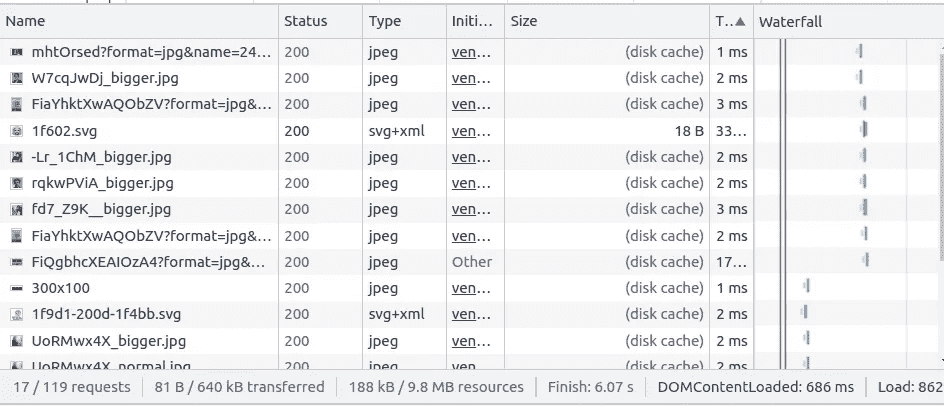 Name Status Type Initi... Size T.. Waterfall
mhtOrsed?format=jpg&name=24... 200 jpeg ven... (disk cache) 1 ms
W7cqJwDj_bigger.jpg 200 jpeg ven... (disk cache) 2 ms
FiaYhktXwAQObZV?format=jpg&... 200 jpeg ven... (disk cache) 3 ms
1f602.svg 200 svg+xml ven... 18 B 33...
-Lr_1ChM_bigger.jpg 200 jpeg ven... (disk cache) 2 ms
rqkwPViA_bigger.jpg 200 jpeg ven... (disk cache) 2 ms
fd7_Z9K__bigger.jpg 200 jpeg ven... (disk cache) 3 ms
FiaYhktXwAQObZV?format=jpg&... 200 jpeg ven... (disk cache) 2 ms
FiQgbhcXEAIOzA4?format=jpg&... 200 jpeg Other (disk cache) 17...
300x100 200 jpeg ven... (disk cache) 1 ms
1f9d1-200d-1f4bb.svg 200 svg+xml ven... (disk cache) 2 ms
UoRMwx4X_bigger.jpg 200 jpeg ven... (disk cache) 2 ms
UoRMwx4X_normal.jpg 200 jpeg ven... (disk cache) 2 ms
17 / 119 requests 81 B / 640 kB transferred 188 kB / 9.8 MB resources Finish: 6.07 s DOMContentLoaded: 686 ms Load: 862